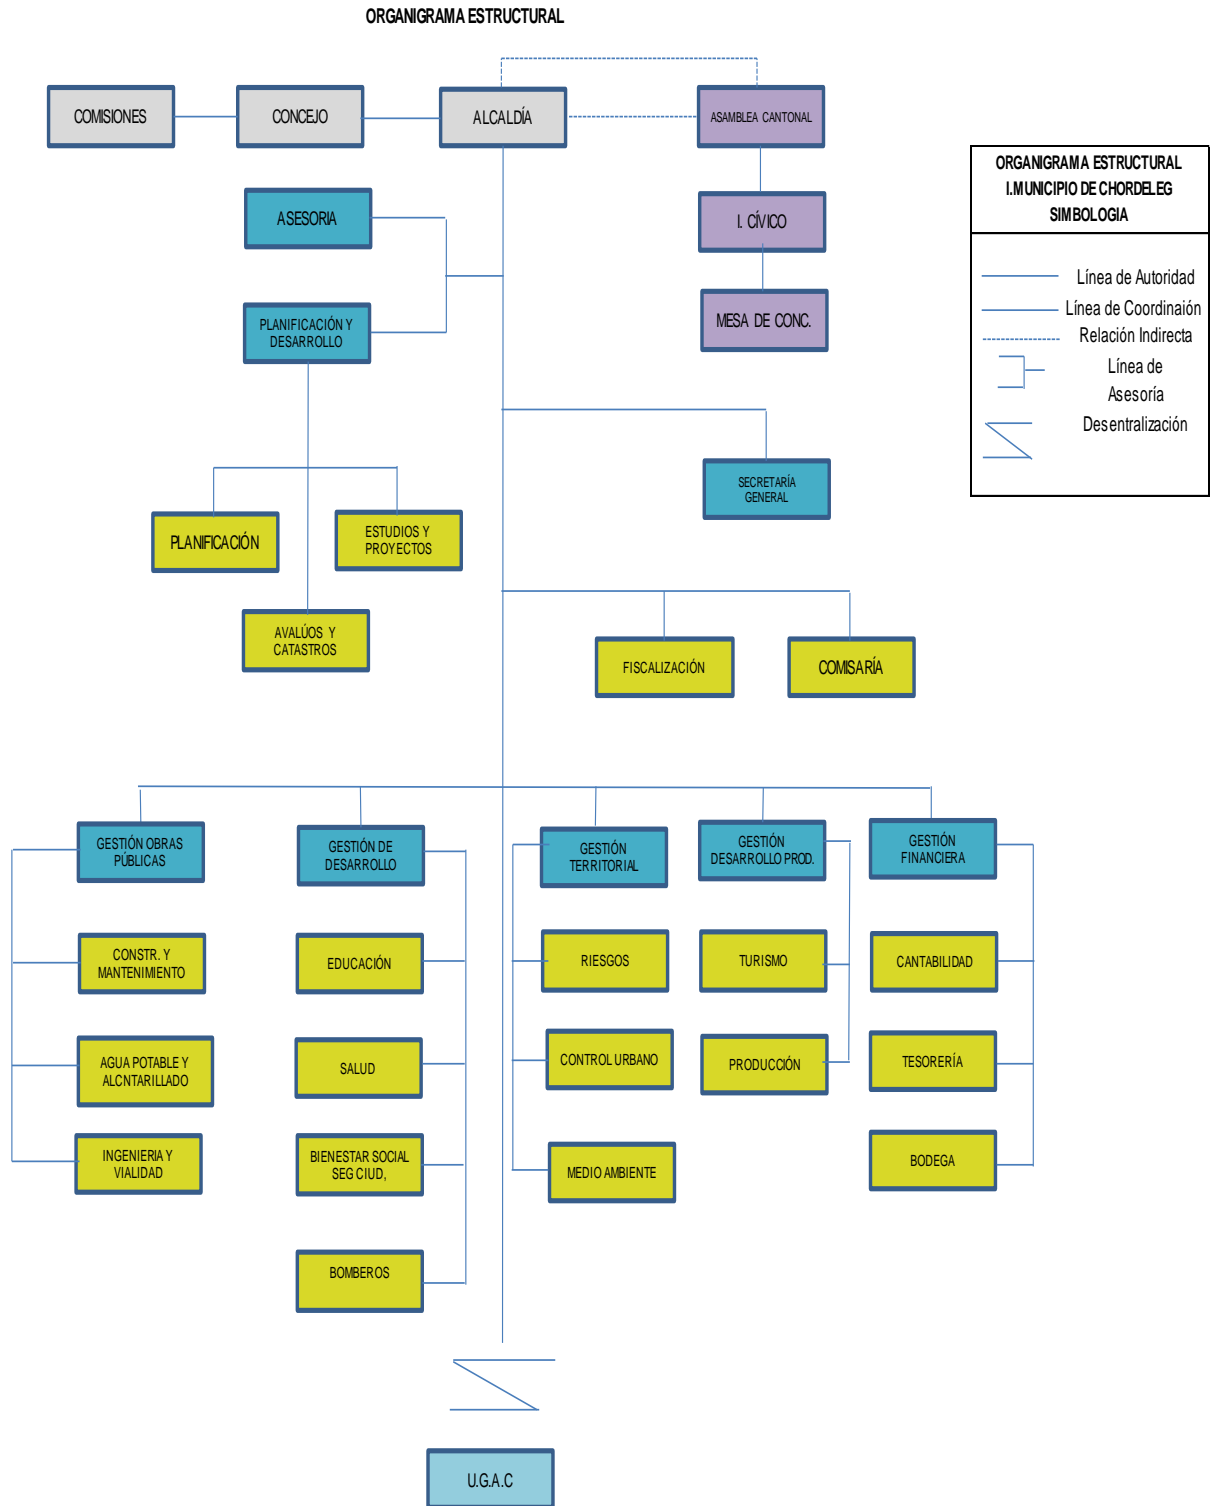 ORGANIGRAMA ESTRUCTURAL
COMISIONES
CONCEJO
ALCALDÍA
ASAMBLEA CANTONAL
ORGANIGRAMA ESTRUCTURAL
I.MUNICIPIO DE CHORDELEG
SIMBOLOGIA
Línea de Autoridad
Línea de Coordinaión
Relación Indirecta
Línea de
Asesoría
Desentralización
ASESORIA
I. CÍVICO
PLANIFICACIÓN Y
DESARROLLO
MESA DE CONC.
SECRETARÍA
GENERAL
PLANIFICACIÓN
ESTUDIOS Y
PROYECTOS
AVALÚOS Y
CATASTROS
FISCALIZACIÓN
COMISARÍA
GESTIÓN OBRAS
PÚBLICAS
GESTIÓN DE
DESARROLLO
GESTIÓN
TERRITORIAL
GESTIÓN
DESARROLLO PROD.
GESTIÓN
FINANCIERA
CONSTR. Y
MANTENIMIENTO
EDUCACIÓN
RIESGOS
TURISMO
CANTABILIDAD
AGUA POTABLE Y
ALCNTARILLADO
SALUD
CONTROL URBANO
PRODUCCIÓN
TESORERÍA
INGENIERIA Y
VIALIDAD
BIENESTAR SOCIAL
SEG CIUD,
MEDIO AMBIENTE
BODEGA
BOMBEROS
U.G.A.C